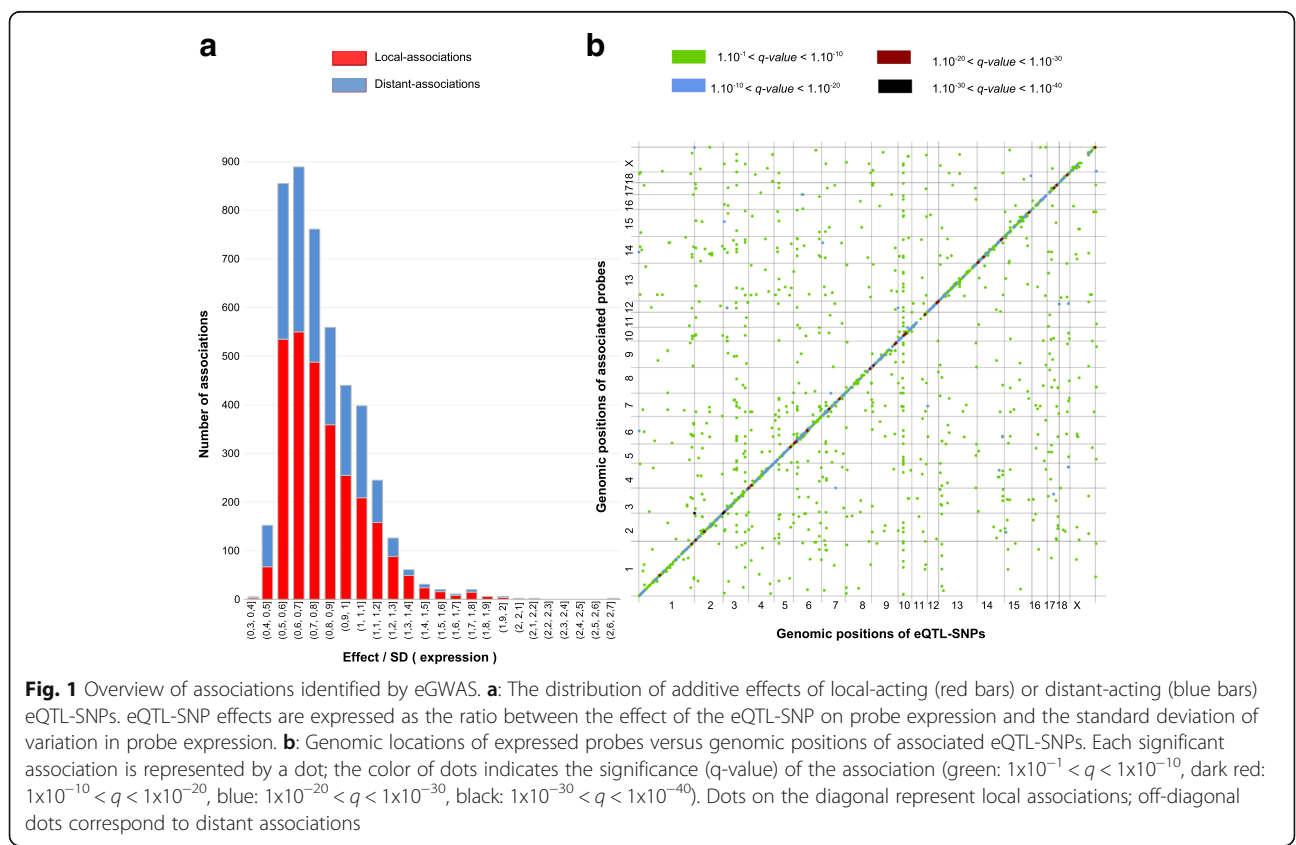 a
Local-associations
Distant-associations
Number of associations
900
800
700
600
500
400
300
200
100
0
(0.3, 0.4]
(0.4, 0.5]
(0.5, 0.6]
(0.6, 0.7]
(0.7, 0.8]
(0.8, 0.9]
(0.9, 1]
(1, 1.1]
(1.1, 1.2]
(1.2, 1.3]
(1.3, 1.4]
(1.4, 1.5]
(1.5, 1.6]
(1.6, 1.7]
(1.7, 1.8]
(1.8, 1.9]
(1.9, 2]
(2, 2.1]
(2.1, 2.2]
(2.2, 2.3]
(2.3, 2.4]
(2.4, 2.5]
(2.5, 2.6]
(2.6, 2.7]
Effect / SD ( expression )
b
1.10⁻¹ < q-value < 1.10⁻¹⁰
1.10⁻¹⁰ < q-value < 1.10⁻²⁰
1.10⁻²⁰ < q-value < 1.10⁻³⁰
1.10⁻³⁰ < q-value < 1.10⁻⁴⁰
Genomic positions of associated probes
1 2 3 4 5 6 7 8 9 10 11 12 13 14 15 16 17 18 X
1 2 3 4 5 6 7 8 9 10 11 12 13 14 15 16 17 18 X
Genomic positions of eQTL-SNPs
Fig. 1 Overview of associations identified by eGWAS. a: The distribution of additive effects of local-acting (red bars) or distant-acting (blue bars)
eQTL-SNPs. eQTL-SNP effects are expressed as the ratio between the effect of the eQTL-SNP on probe expression and the standard deviation of
variation in probe expression. b: Genomic locations of expressed probes versus genomic positions of associated eQTL-SNPs. Each significant
association is represented by a dot; the color of dots indicates the significance (q-value) of the association (green: 1x10⁻¹ < q < 1x10⁻¹⁰, dark red:
1x10⁻¹⁰ < q < 1x10⁻²⁰, blue: 1x10⁻²⁰ < q < 1x10⁻³⁰, black: 1x10⁻³⁰ < q < 1x10⁻⁴⁰). Dots on the diagonal represent local associations; off-diagonal
dots correspond to distant associations